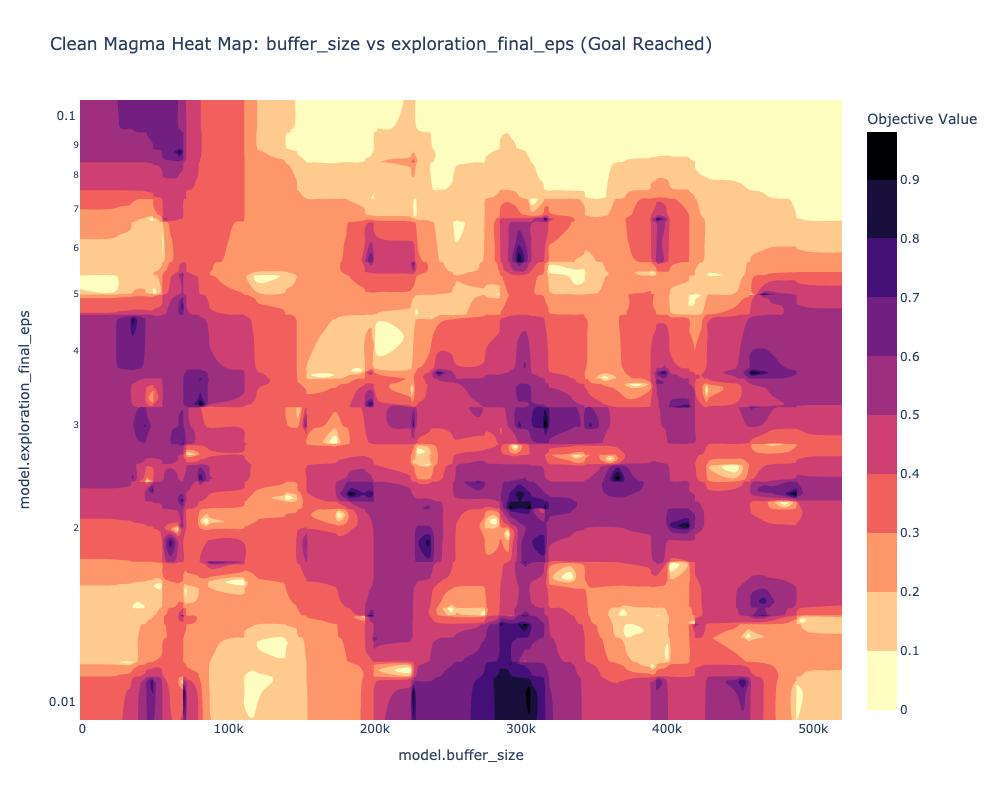 Clean Magma Heat Map: buffer_size vs exploration_final_eps (Goal Reached)
Objective Value
0.1
9
8
7
6
5
4
3
2
0.01
model.exploration_final_eps
0
100k
200k
300k
400k
500k
model.buffer_size
0.9
0.8
0.7
0.6
0.5
0.4
0.3
0.2
0.1
0